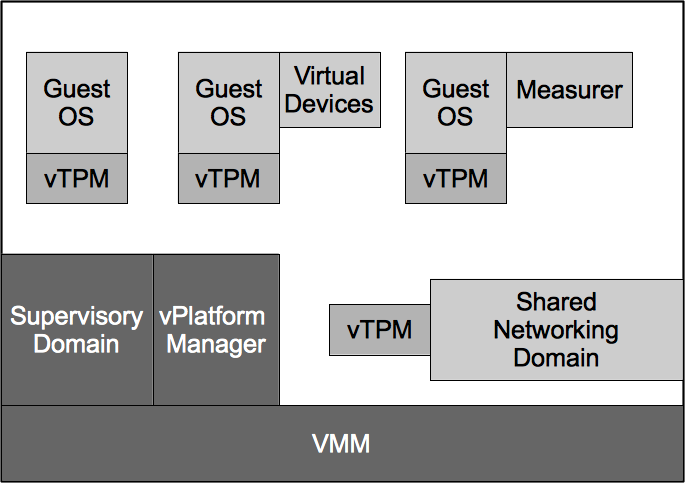 Guest
OS
vTPM
Guest
OS
vTPM
Virtual
Devices
Guest
OS
vTPM
Measurer
Supervisory
Domain
vPlatform
Manager
vTPM
Shared
Networking
Domain
VMM